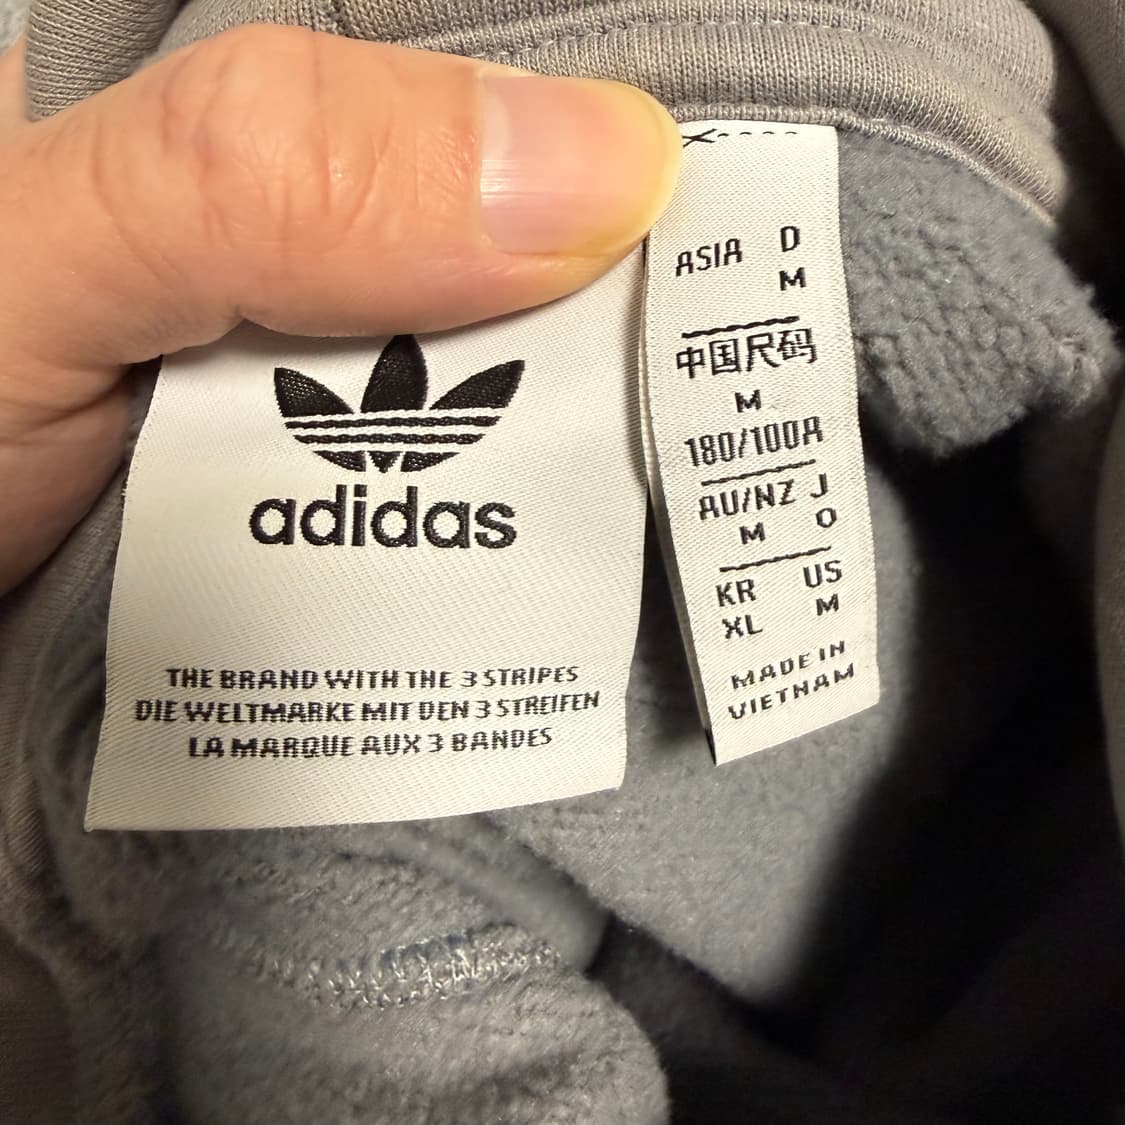 adidas
THE BRAND WITH THE 3 STRIPES
DIE WELTMARKE MIT DEN 3 STREIFEN
LA MARQUE AUX 3 BANDES
ASIA D
M
中国尺码
M
180/100A
AU/NZ J
M O
KR US
XL M
MADE IN
VIETNAM